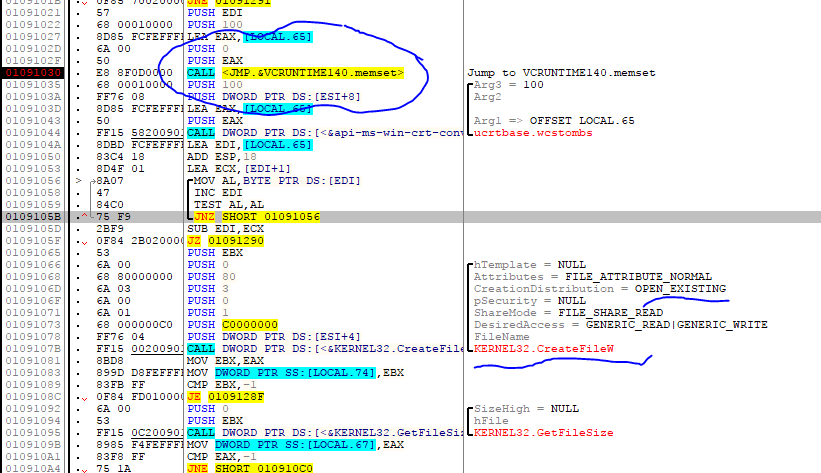 0109101B . 0F85 70020000 JNE 01091291
01091021 . 57 PUSH EDI
01091022 . 68 00010000 PUSH 100
01091027 . 8D85 FCFEFFFF LEA EAX,[LOCAL.65]
0109102D . 6A 00 PUSH 0
0109102F . 50 PUSH EAX
01091030 . E8 8F0D0000 CALL <JMP.&VCRUNTIME140.memset> Jump to VCRUNTIME140.memset
01091035 . 68 00010000 PUSH 100 Arg3 = 100
0109103A . FF76 08 PUSH DWORD PTR DS:[ESI+8] Arg2
0109103D . 8D85 FCFEFFFF LEA EAX,[LOCAL.65]
01091043 . 50 PUSH EAX Arg1 => OFFSET LOCAL.65
01091044 . FF15 58200901 CALL DWORD PTR DS:[<&api-ms-win-crt-conv ucrtbase.wcstombs
0109104A . 8DBD FCFEFFFF LEA EDI,[LOCAL.65]
01091050 . 83C4 18 ADD ESP,18
01091053 . 8D4F 01 LEA ECX,[EDI+1]
01091056 > 8A07 MOV AL,BYTE PTR DS:[EDI]
01091058 . 47 INC EDI
01091059 . 84C0 TEST AL,AL
0109105B .^ 75 F9 JNZ SHORT 01091056
0109105D . 2BF9 SUB EDI,ECX
0109105F . 0F84 2B020000 JZ 01091290
01091065 . 53 PUSH EBX
01091066 . 6A 00 PUSH 0 hTemplate = NULL
01091068 . 68 80000000 PUSH 80 Attributes = FILE_ATTRIBUTE_NORMAL
0109106D . 6A 03 PUSH 3 CreationDistribution = OPEN_EXISTING
0109106F . 6A 00 PUSH 0 pSecurity = NULL
01091071 . 6A 01 PUSH 1 ShareMode = FILE_SHARE_READ
01091073 . 68 000000C0 PUSH C0000000 DesiredAccess = GENERIC_READ|GENERIC_WRITE
01091078 . FF76 04 PUSH DWORD PTR DS:[ESI+4] FileName
0109107B . FF15 00200901 CALL DWORD PTR DS:[<&KERNEL32.CreateFile KERNEL32.CreateFileW
01091081 . 8BD8 MOV EBX,EAX
01091083 . 899D D8FEFFFF MOV DWORD PTR SS:[LOCAL.74],EBX
01091089 . 83FB FF CMP EBX,-1
0109108C . 0F84 FD010000 JE 0109128F
01091092 . 6A 00 PUSH 0 SizeHigh = NULL
01091094 . 53 PUSH EBX hFile
01091095 . FF15 0C200901 CALL DWORD PTR DS:[<&KERNEL32.GetFileSiz KERNEL32.GetFileSize
0109109B . 8985 F4FEFFFF MOV DWORD PTR SS:[LOCAL.67],EAX
010910A1 . 83F8 FF CMP EAX,-1
010910A4 . 75 1A JNE SHORT 010910C0